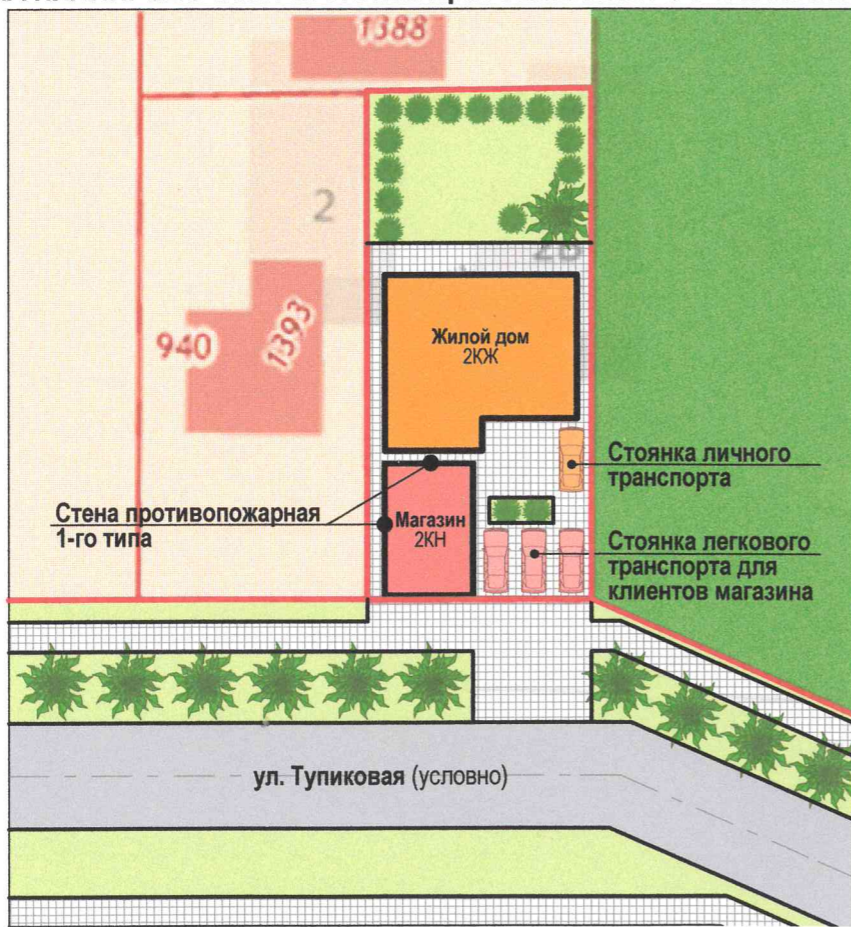 1388
2
2В
940
1393
Жилой дом
2КЖ
Стоянка личного
транспорта
Стена противопожарная
1-го типа
Магазин
2КН
Стоянка легкового
транспорта для
клиентов магазина
ул. Тупиковая (условно)